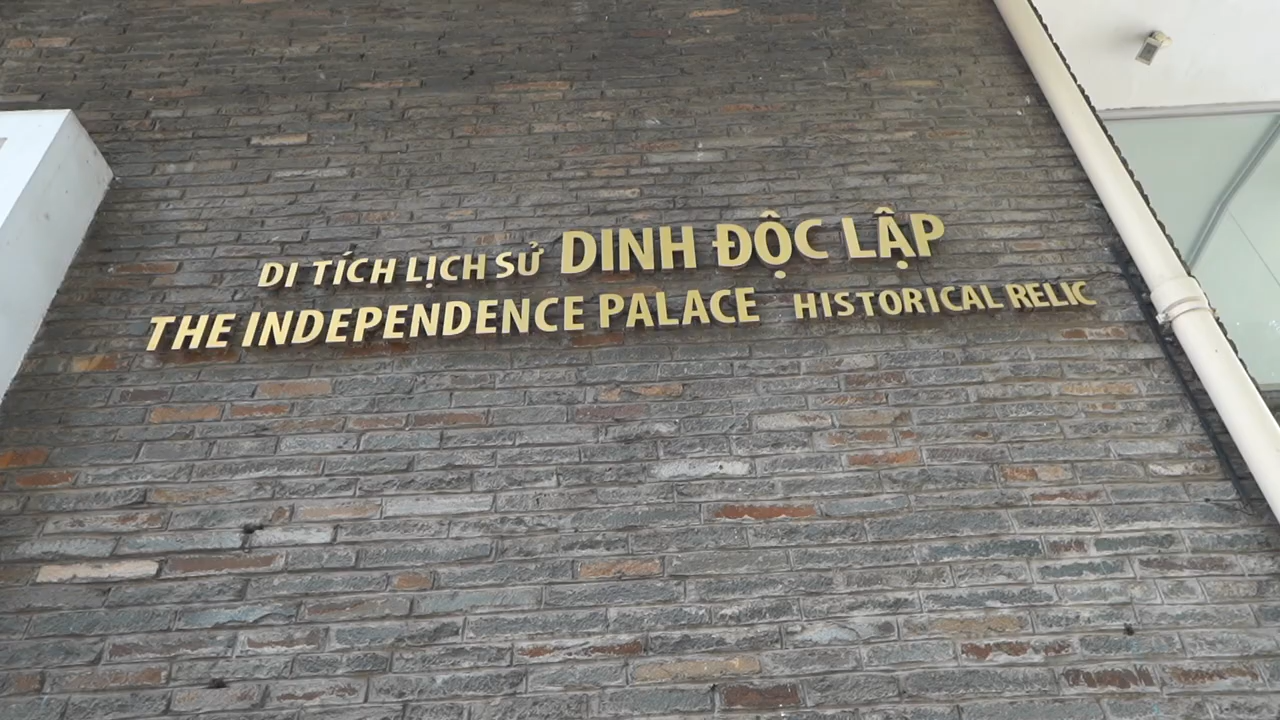 DI TÍCH LỊCH SỬ DINH ĐỘC LẬP
THE INDEPENDENCE PALACE HISTORICAL RELIC